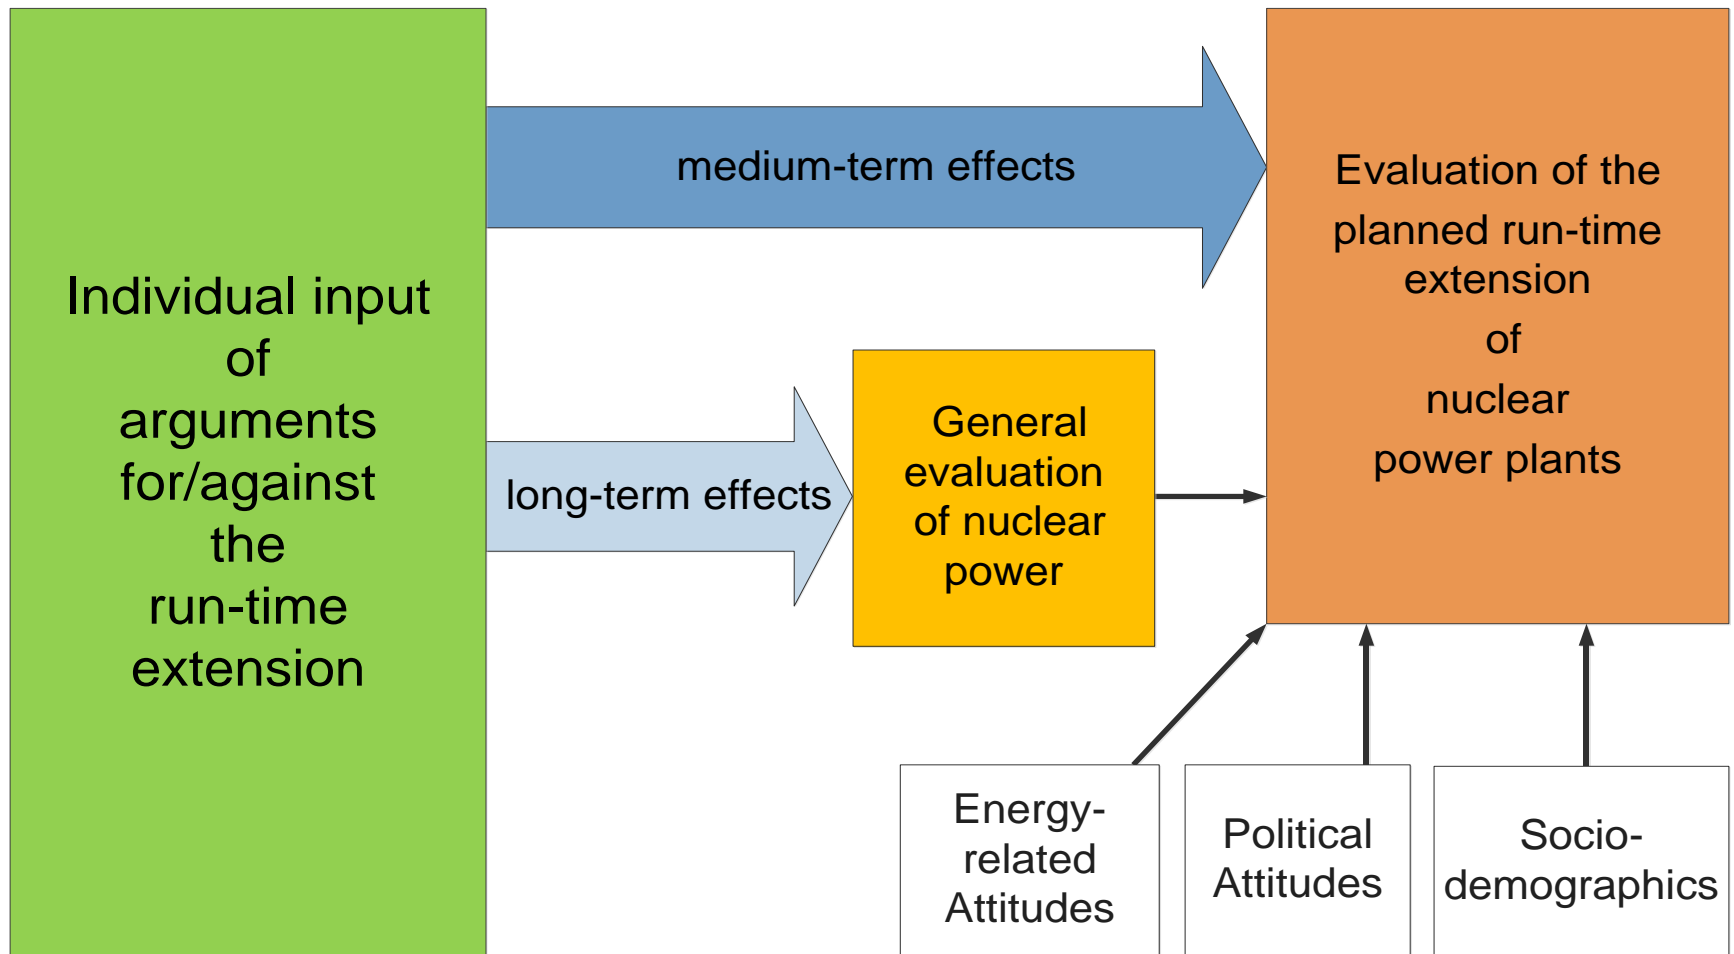 Individual input
of
arguments
for/against
the
run-time
extension
medium-term effects
long-term effects
General
evaluation
of nuclear
power
Evaluation of the
planned run-time
extension
of
nuclear
power plants
Energy-
related
Attitudes
Political
Attitudes
Socio-
demographics